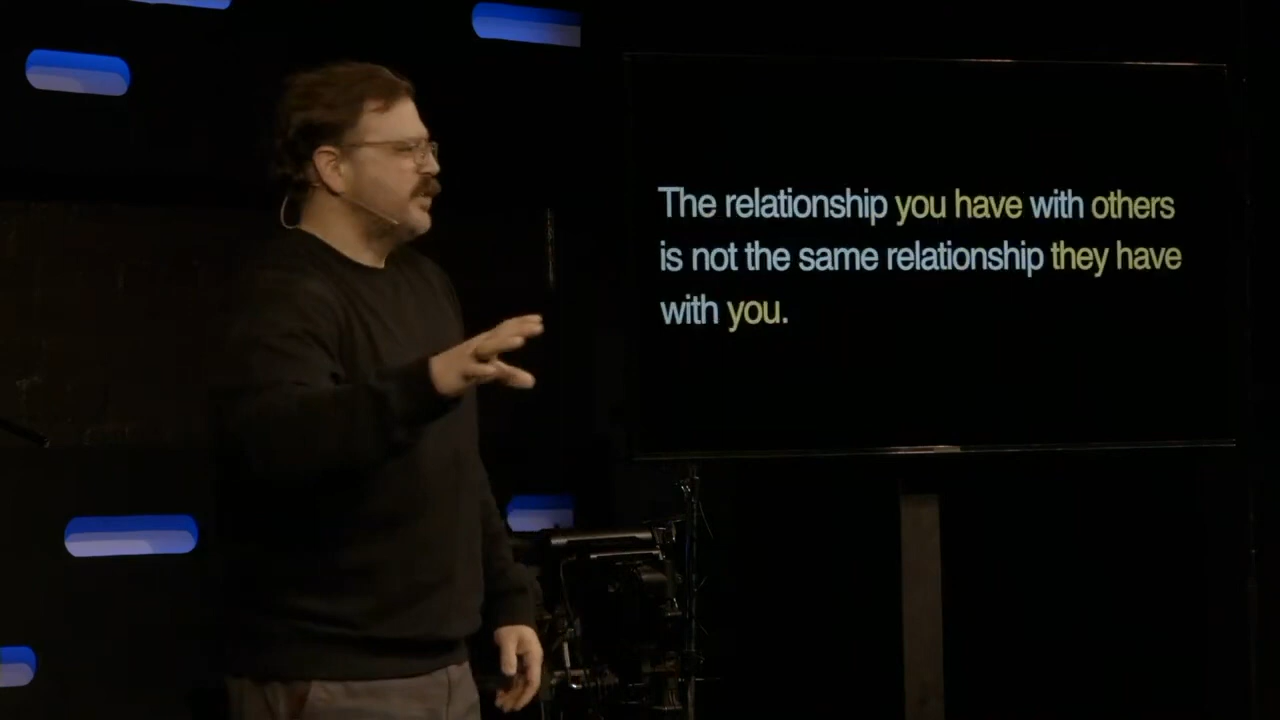 The relationship you have with others
is not the same relationship they have
with you.